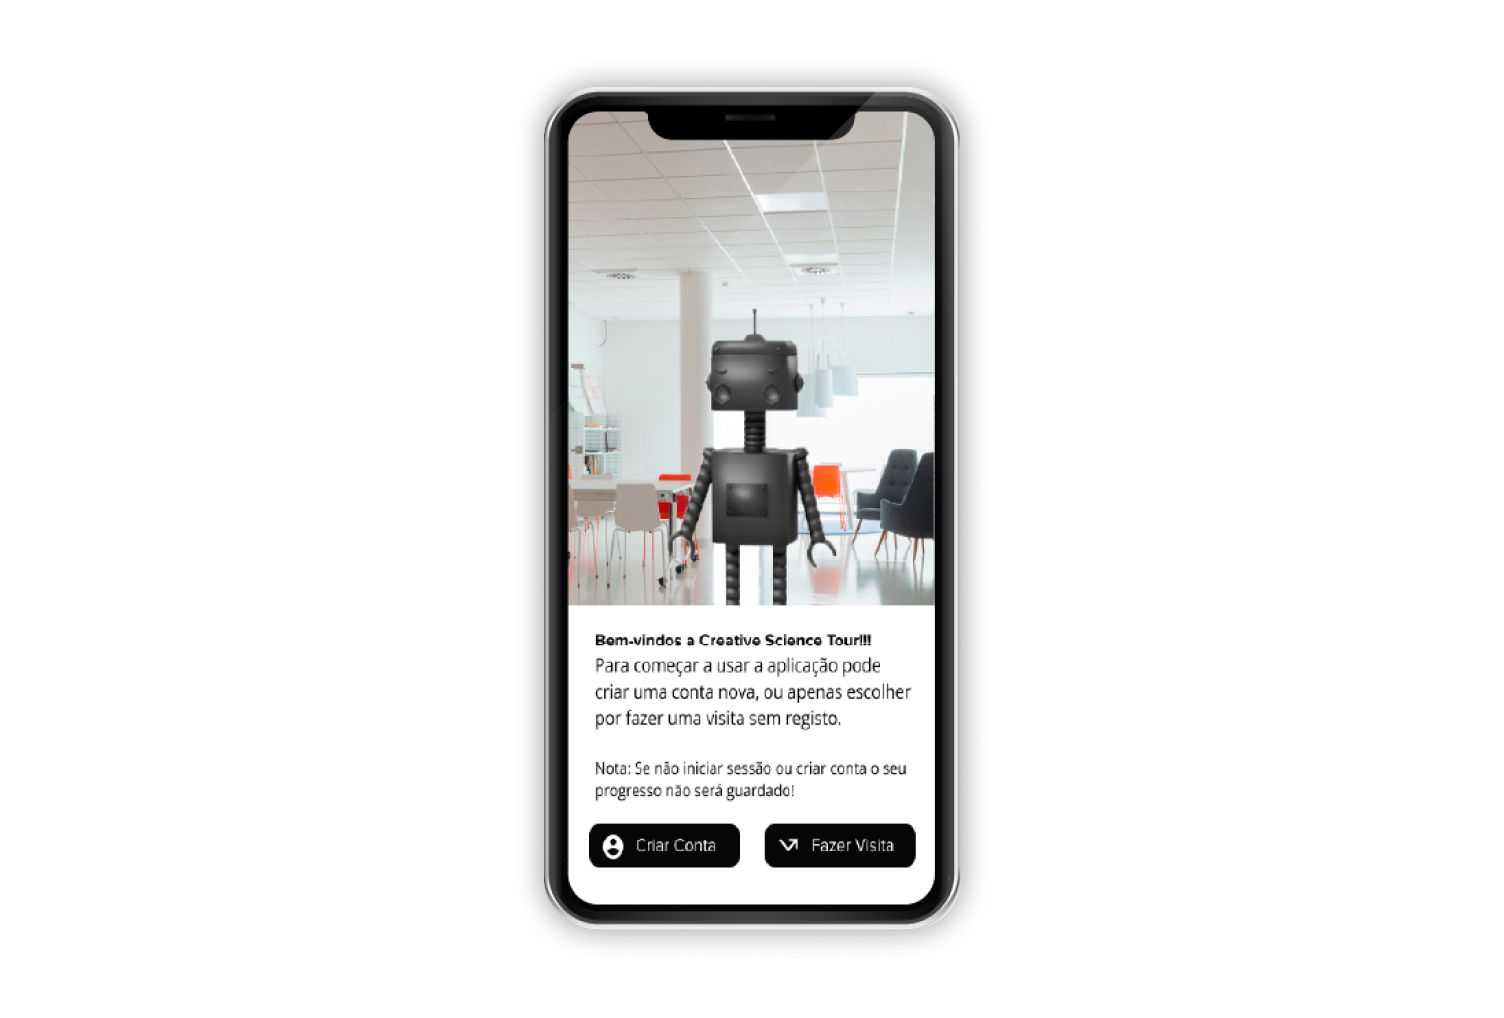 Bem-vindos a Creative Science Tour!!!
Para começar a usar a aplicação pode
criar uma conta nova, ou apenas escolher
por fazer uma visita sem registo.
Nota: Se não iniciar sessão ou criar conta o seu
progresso não será guardado!
Criar Conta
Fazer Visita